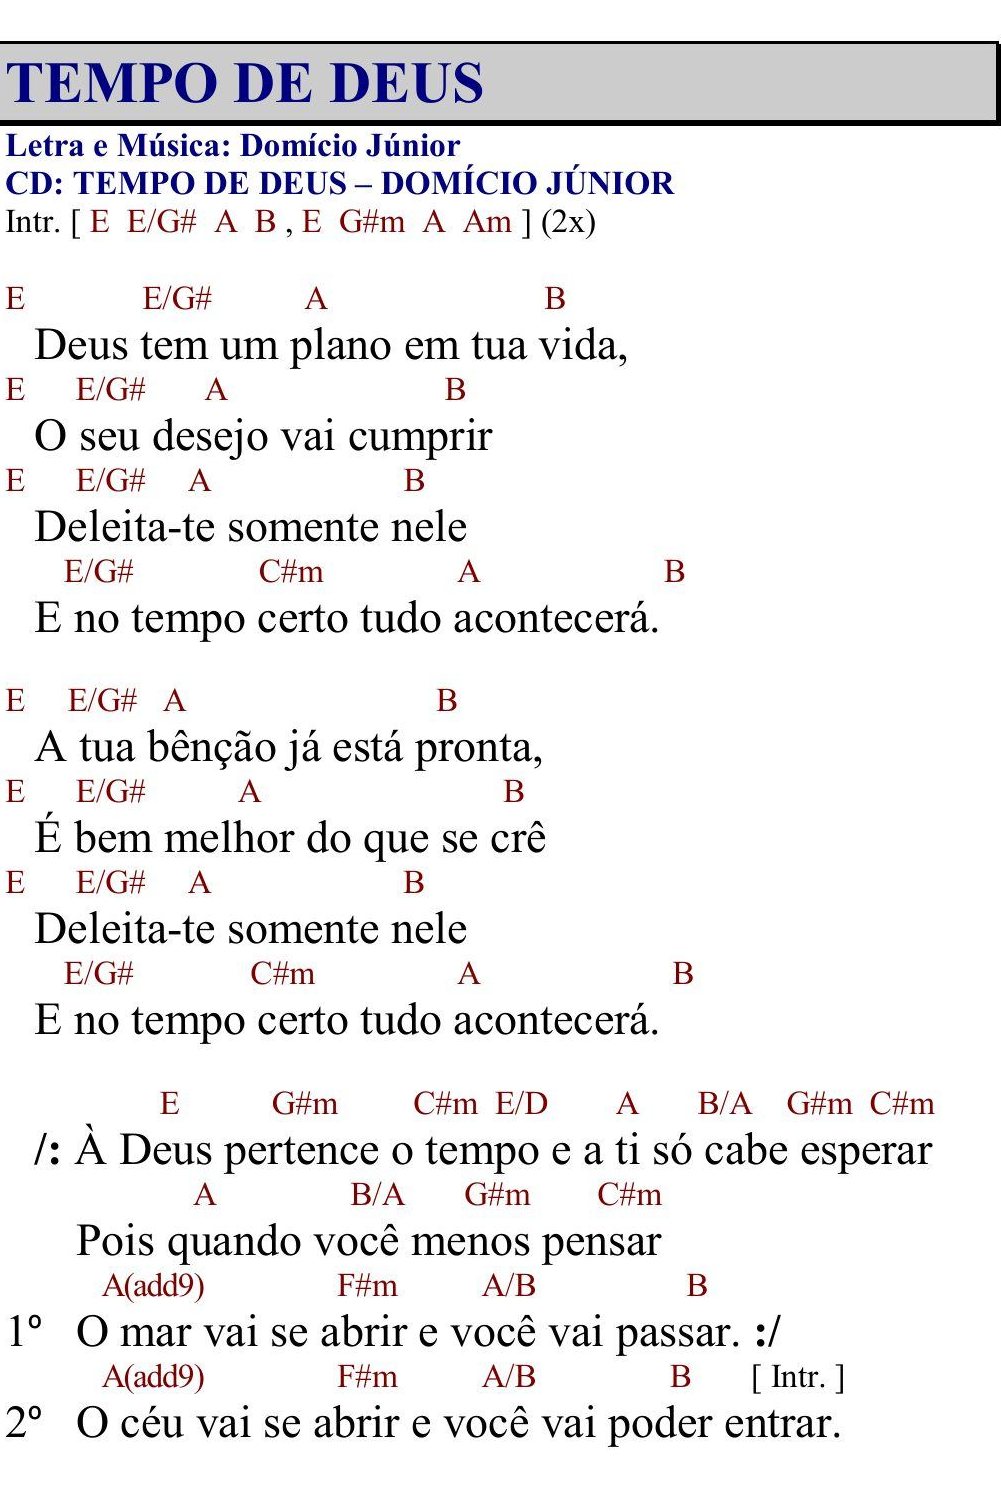 TEMPO DE DEUS
Letra e Música: Domício Júnior
CD: TEMPO DE DEUS – DOMÍCIO JÚNIOR
Intr. [ E E/G# A B , E G#m A Am ] (2x)
E E/G# A B
Deus tem um plano em tua vida,
E E/G# A B
O seu desejo vai cumprir
E E/G# A B
Deleita-te somente nele
E/G# C#m A B
E no tempo certo tudo acontecerá.
E E/G# A B
A tua bênção já está pronta,
E E/G# A B
É bem melhor do que se crê
E E/G# A B
Deleita-te somente nele
E/G# C#m A B
E no tempo certo tudo acontecerá.
E G#m C#m E/D A B/A G#m C#m
/: À Deus pertence o tempo e a ti só cabe esperar
A B/A G#m C#m
Pois quando você menos pensar
A(add9) F#m A/B B
1º O mar vai se abrir e você vai passar. :/
A(add9) F#m A/B B [ Intr. ]
2º O céu vai se abrir e você vai poder entrar.